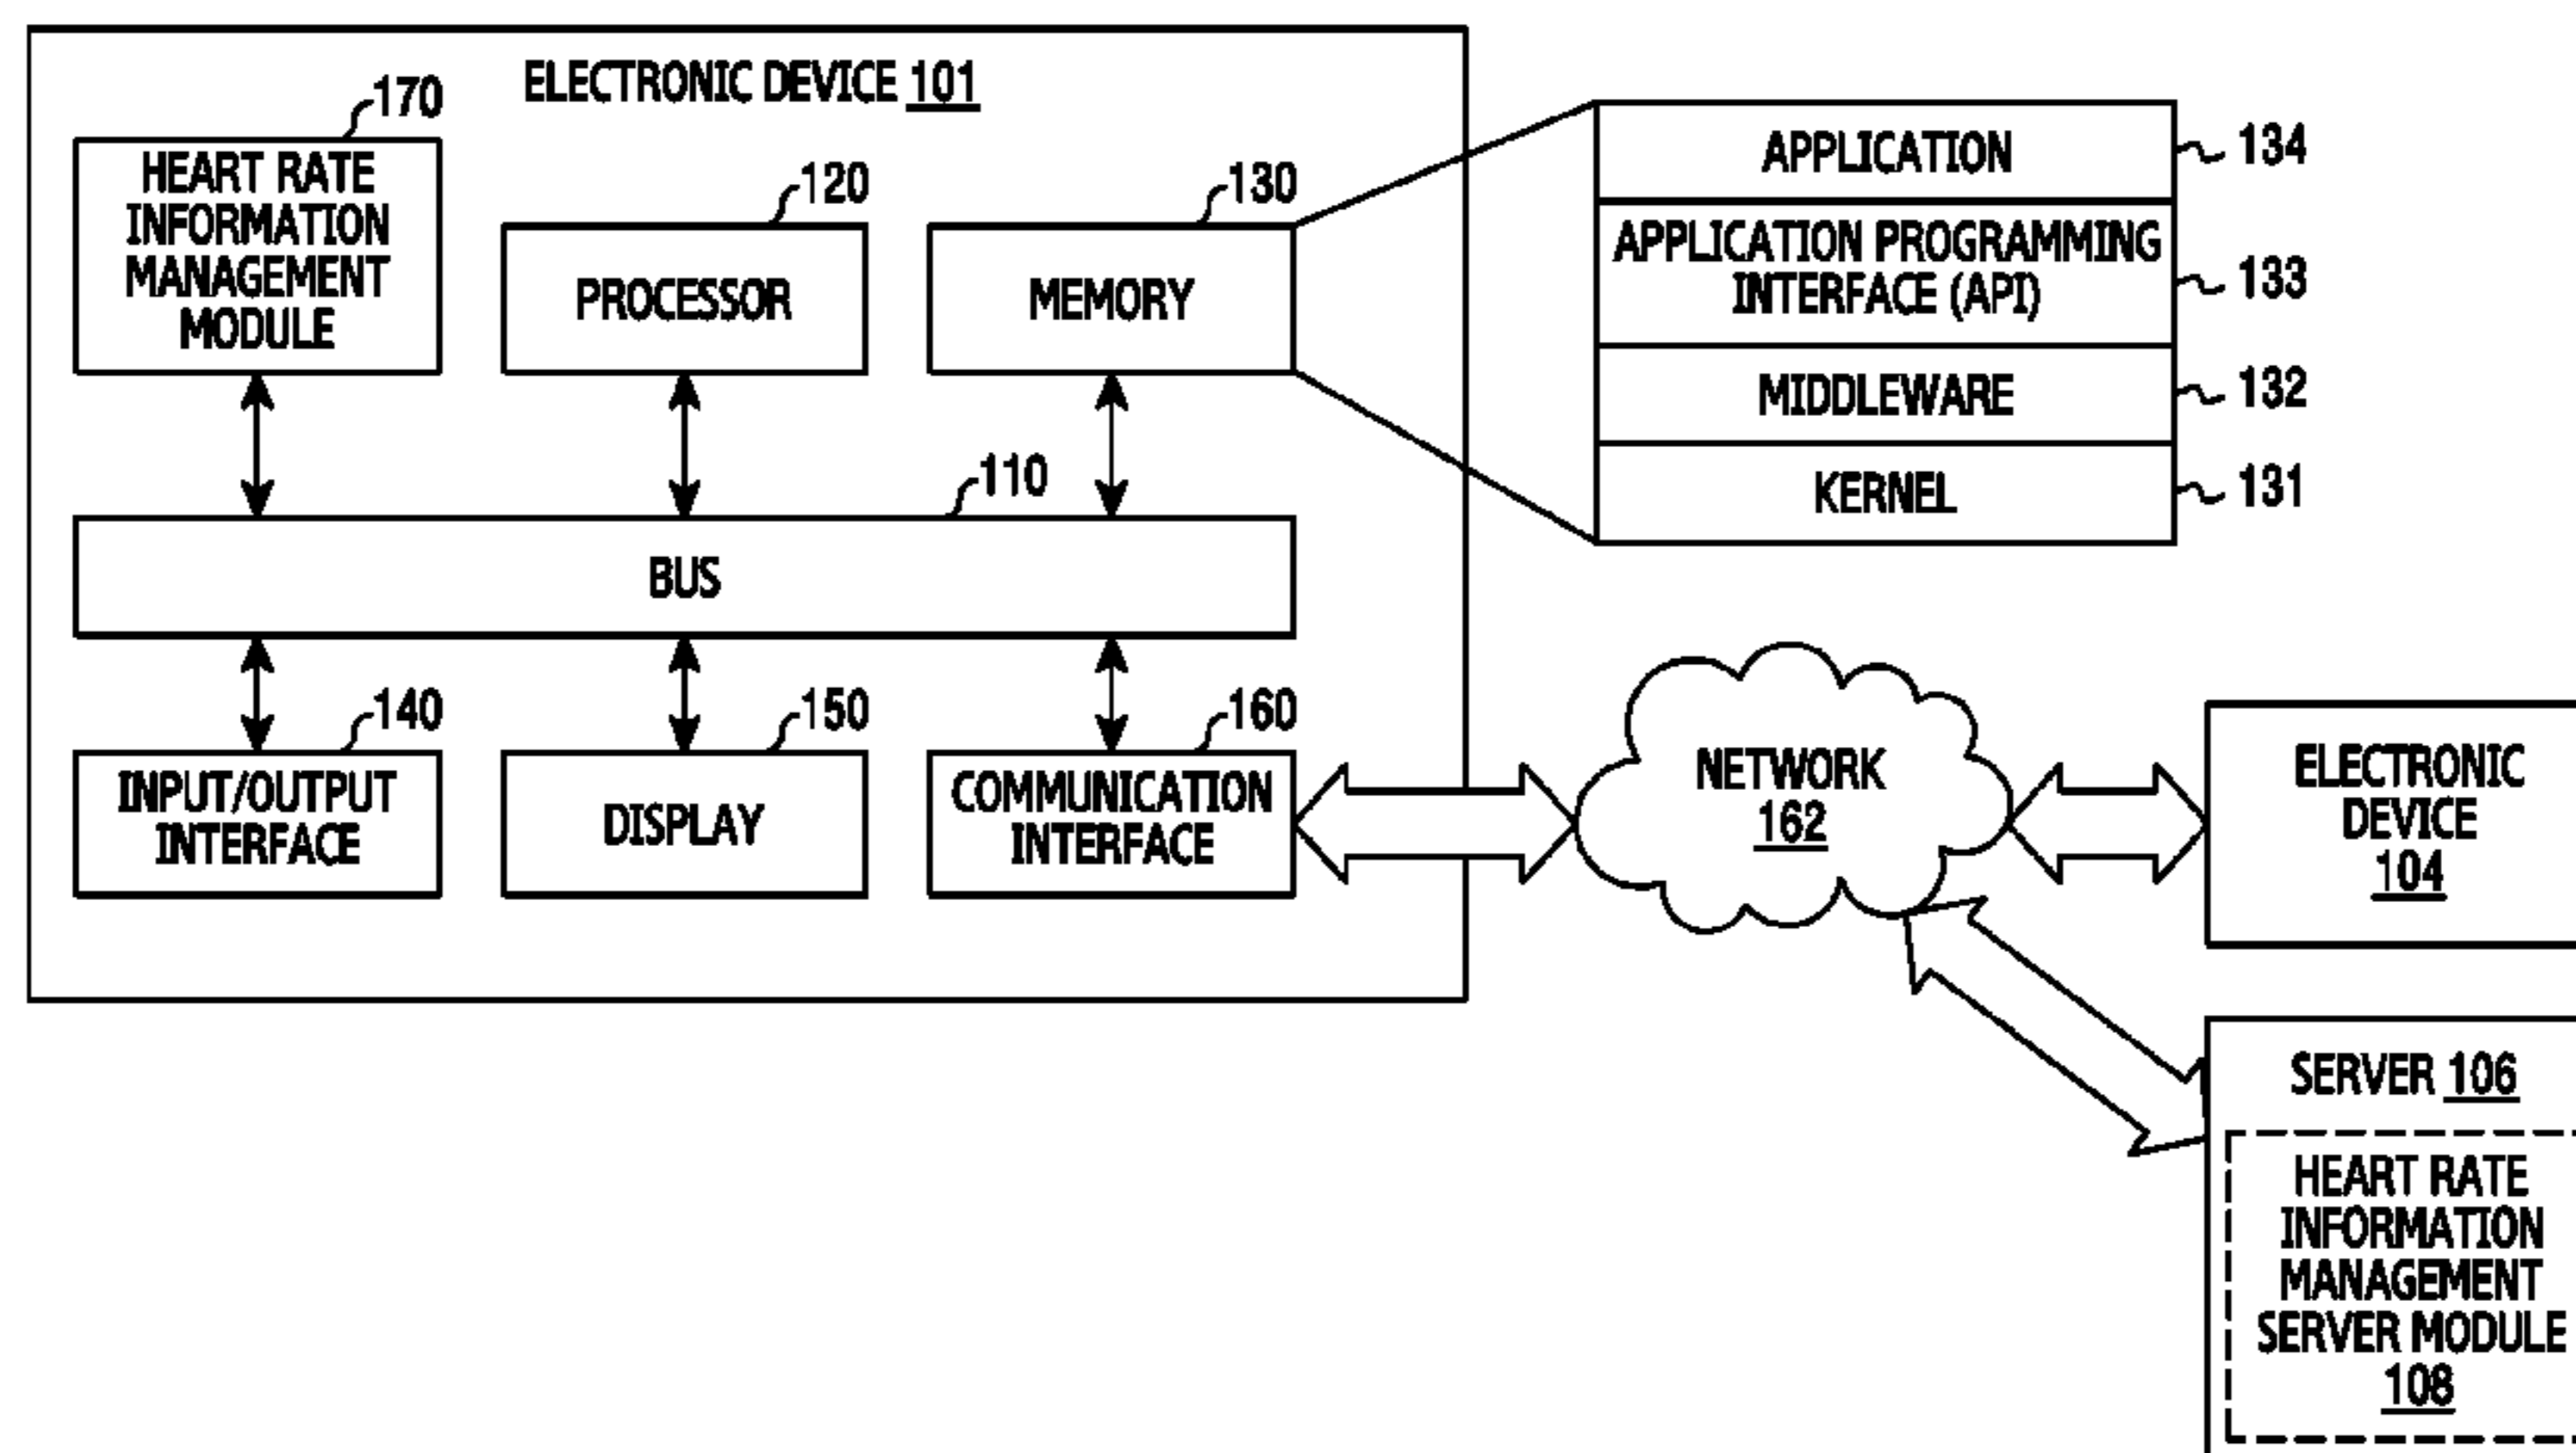 ELECTRONIC DEVICE 101
170
HEART RATE
INFORMATION
MANAGEMENT
MODULE
120
PROCESSOR
130
MEMORY
APPLICATION
134
APPLICATION PROGRAMMING
INTERFACE (API)
133
MIDDLEWARE
132
KERNEL
131
110
BUS
140
INPUT/OUTPUT
INTERFACE
150
DISPLAY
160
COMMUNICATION
INTERFACE
NETWORK
162
ELECTRONIC
DEVICE
104
SERVER 106
HEART RATE
INFORMATION
MANAGEMENT
SERVER MODULE
108